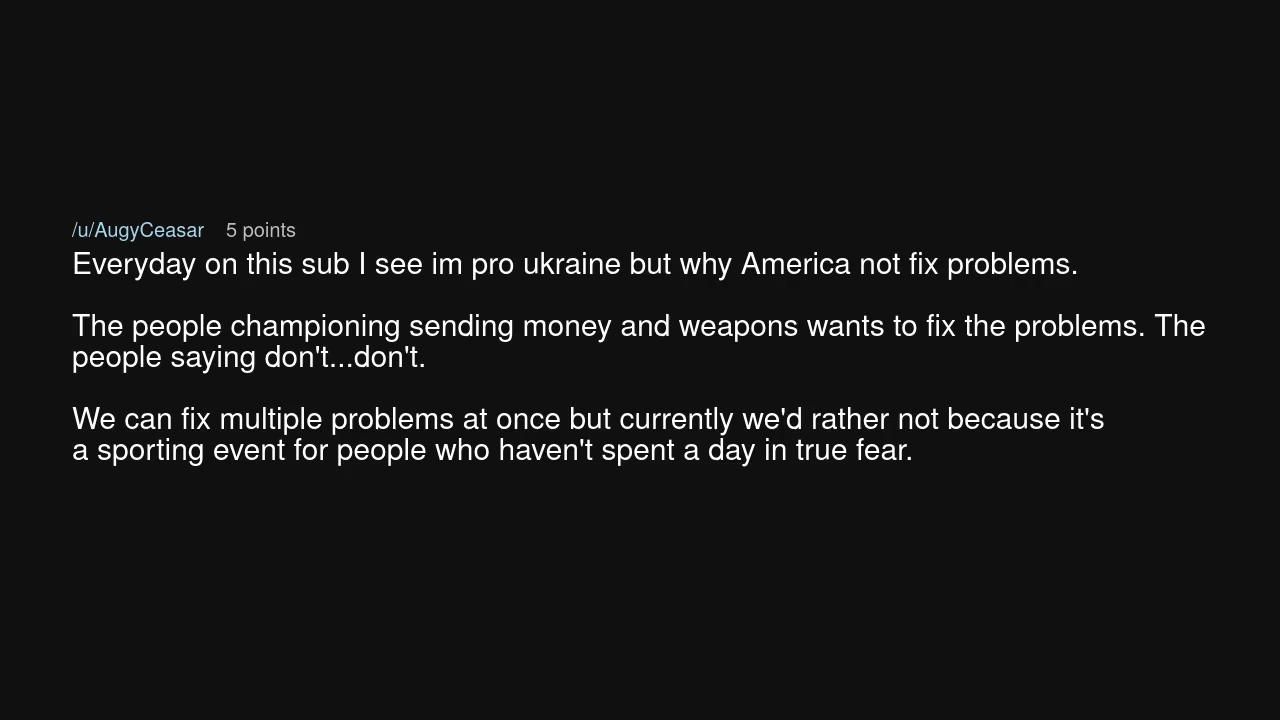 /u/AugyCeasar 5 points
Everyday on this sub I see im pro ukraine but why America not fix problems.
The people championing sending money and weapons wants to fix the problems. The
people saying don't...don't.
We can fix multiple problems at once but currently we'd rather not because it's
a sporting event for people who haven't spent a day in true fear.